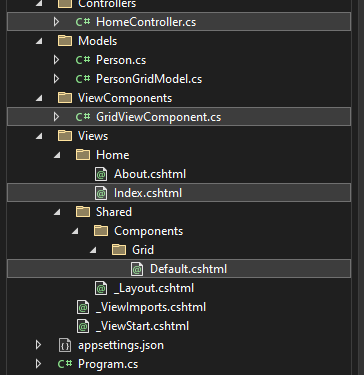 Controllers
C# HomeController.cs
Models
C# Person.cs
C# PersonGridModel.cs
ViewComponents
C# GridViewComponent.cs
Views
Home
@ About.cshtml
@ Index.cshtml
Shared
Components
Grid
@ Default.cshtml
@ _Layout.cshtml
@ _ViewImports.cshtml
@ _ViewStart.cshtml
appsettings.json
C# Program.cs